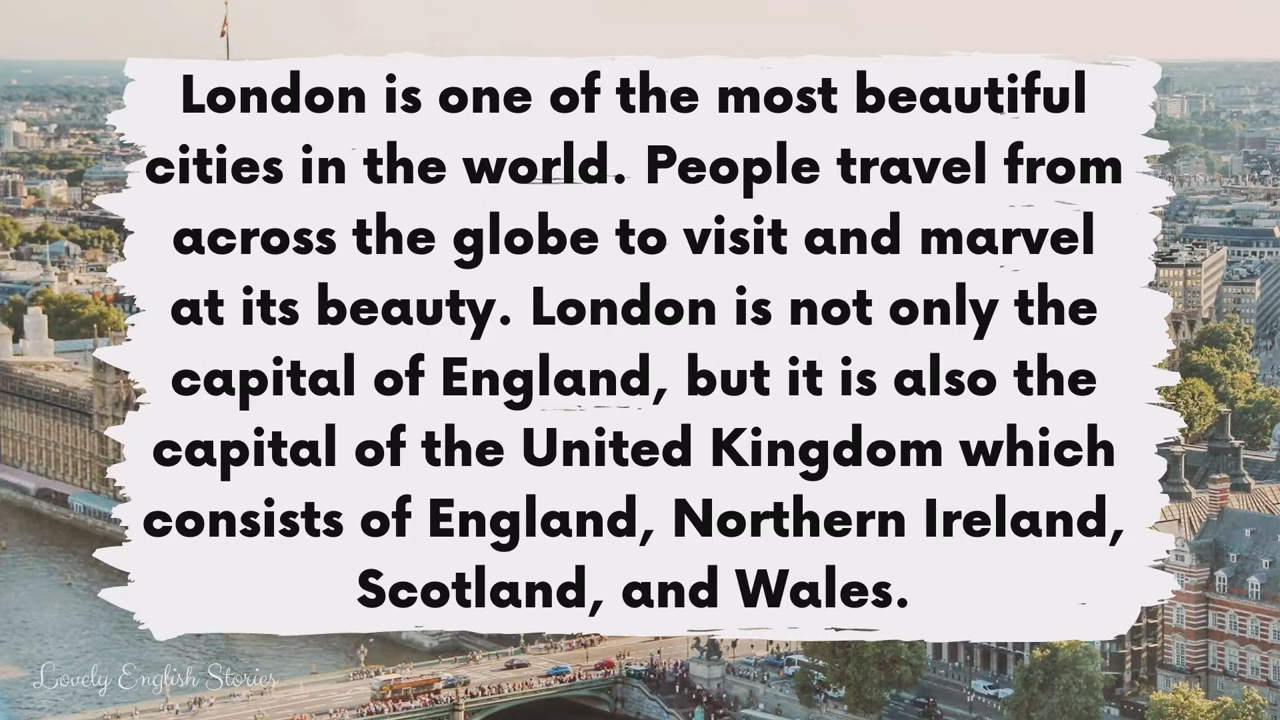 London is one of the most beautiful
cities in the world. People travel from
across the globe to visit and marvel
at its beauty. London is not only the
capital of England, but it is also the
capital of the United Kingdom which
consists of England, Northern Ireland,
Scotland, and Wales.
Lovely English Stories